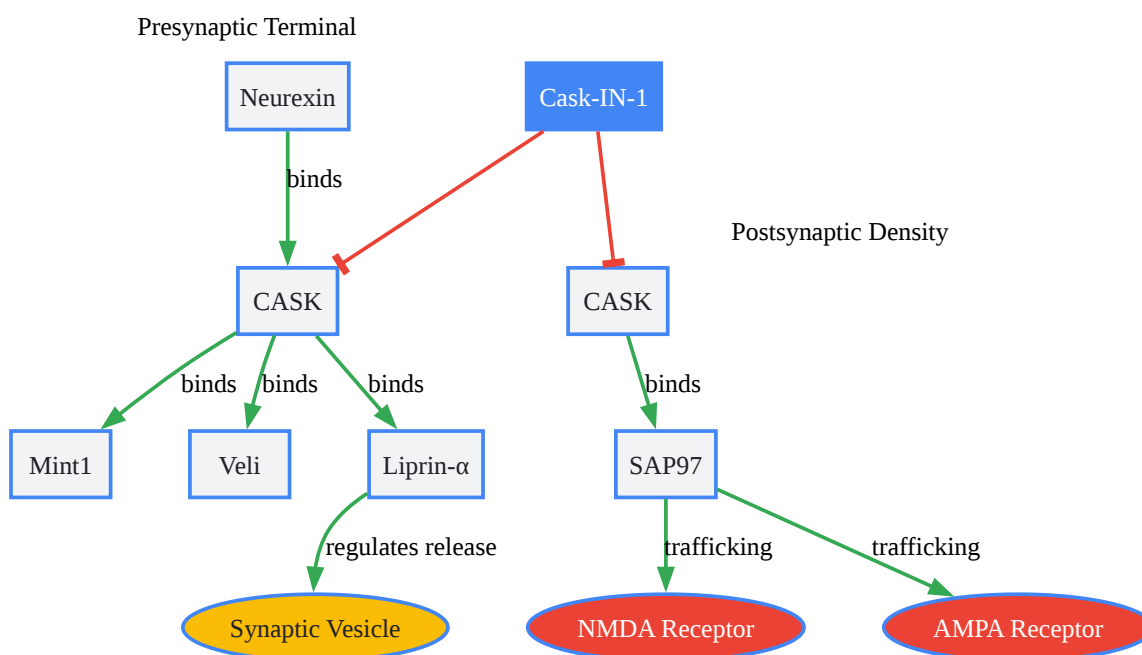 Presynaptic Terminal
Neurexin
Cask-IN-1
binds
Postsynaptic Density
CASK
CASK
binds
binds
binds
binds
Mint1
Veli
Liprin-α
SAP97
regulates release
trafficking
trafficking
Synaptic Vesicle
NMDA Receptor
AMPA Receptor